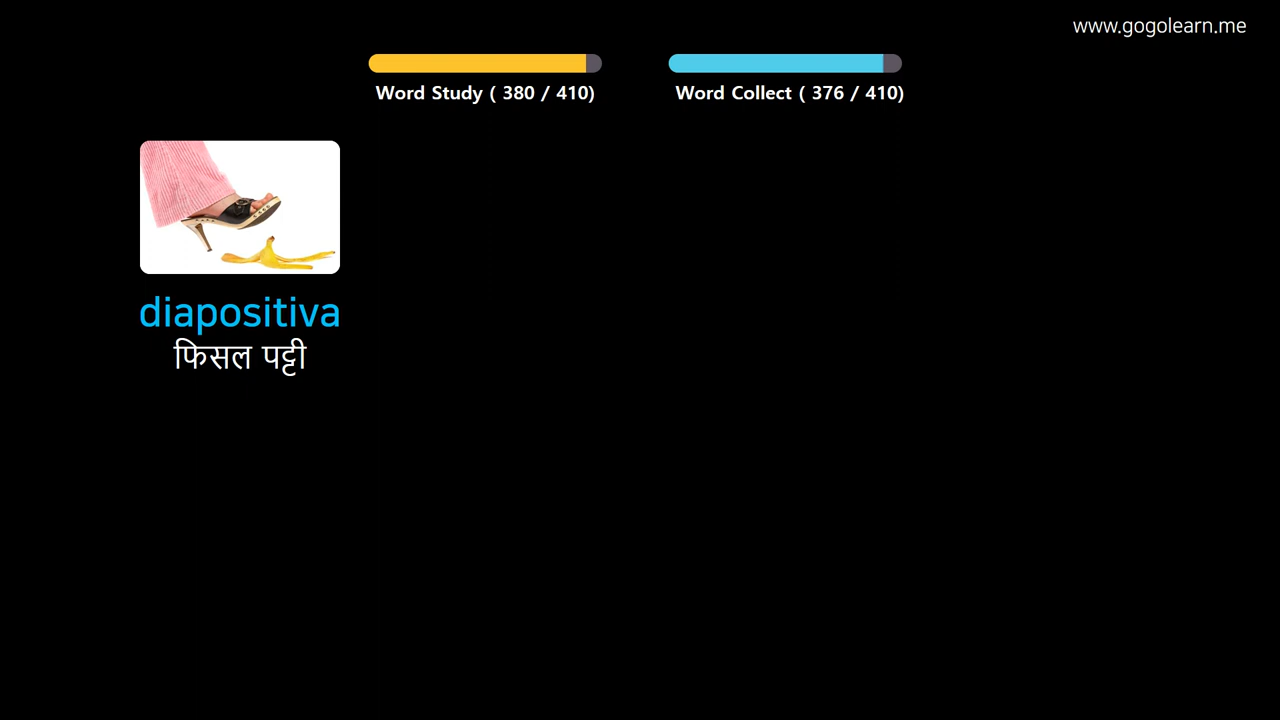 www.gogolearn.me
Word Study ( 380 / 410)
Word Collect ( 376 / 410)
diapositiva
फिसल पट्टी